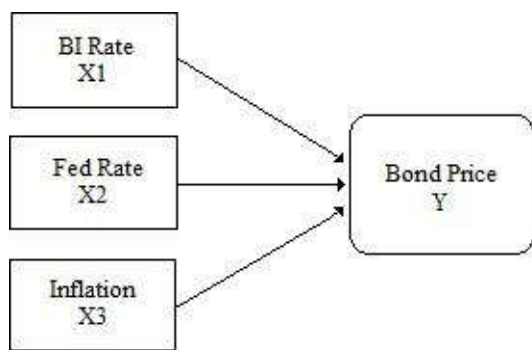 BI Rate
X1
Fed Rate
X2
Inflation
X3
Bond Price
Y